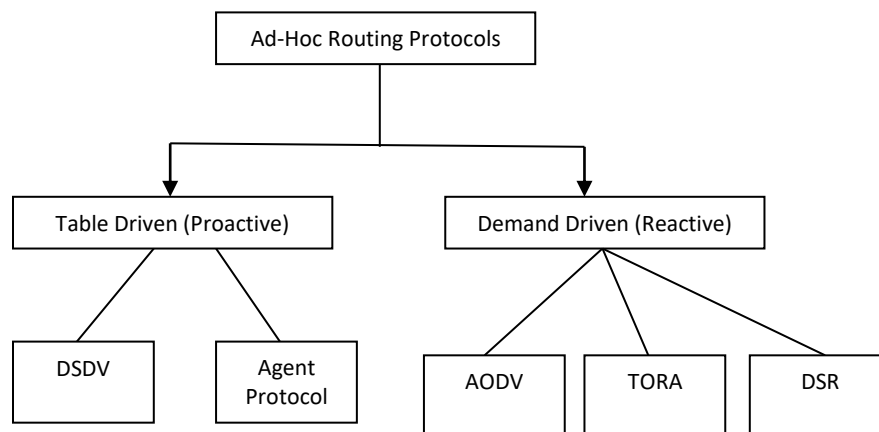 Ad-Hoc Routing Protocols
Table Driven (Proactive)
Demand Driven (Reactive)
DSDV
Agent
Protocol
AODV
TORA
DSR